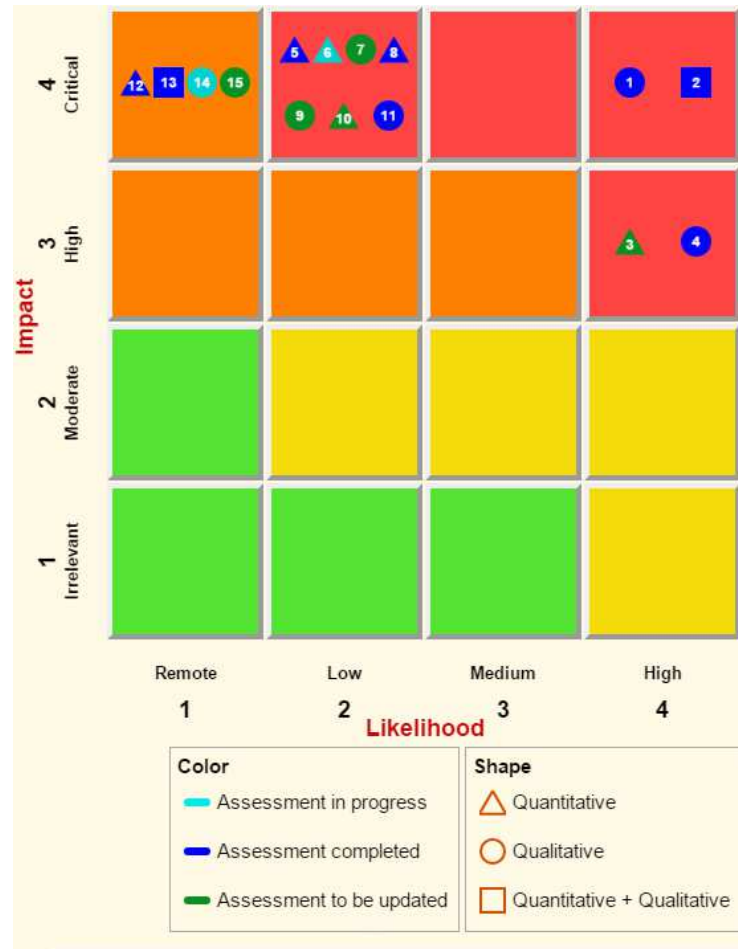 4 Critical
5 6 7 8
12 13 14 15
1 2
9 10 11
3 High
3 4
Impact
2 Moderate
1 Irrelevant
Remote Low Medium High
1 2 3 4
Likelihood
Color
Assessment in progress
Assessment completed
Assessment to be updated
Shape
Quantitative
Qualitative
Quantitative + Qualitative